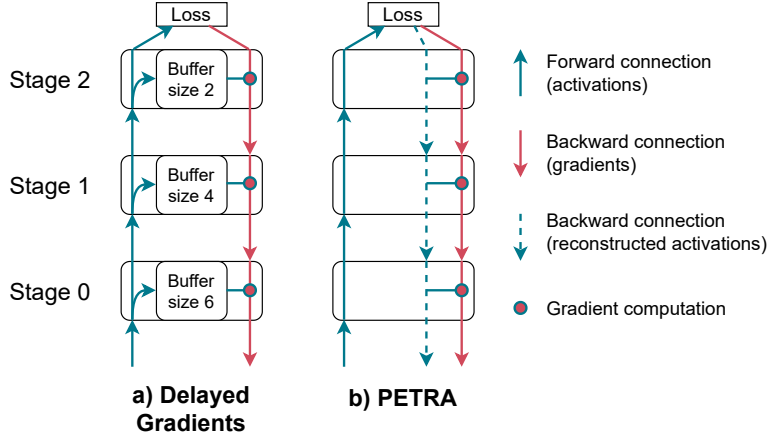 Loss
Loss
Stage 2
Buffer
size 2
Stage 1
Buffer
size 4
Stage 0
Buffer
size 6
Forward connection
(activations)
Backward connection
(gradients)
Backward connection
(reconstructed activations)
Gradient computation
a) Delayed
Gradients
b) PETRA